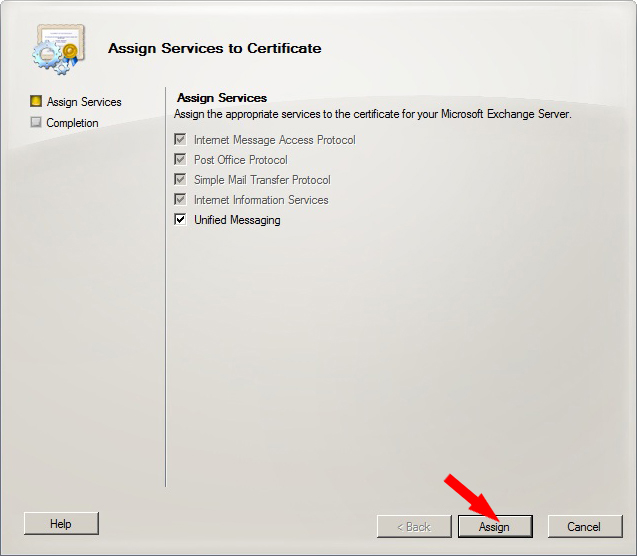 Assign Services to Certificate
Assign Services
Completion
Assign Services
Assign the appropriate services to the certificate for your Microsoft Exchange Server.
Internet Message Access Protocol
Post Office Protocol
Simple Mail Transfer Protocol
Internet Information Services
Unified Messaging
Help
< Back
Assign
Cancel